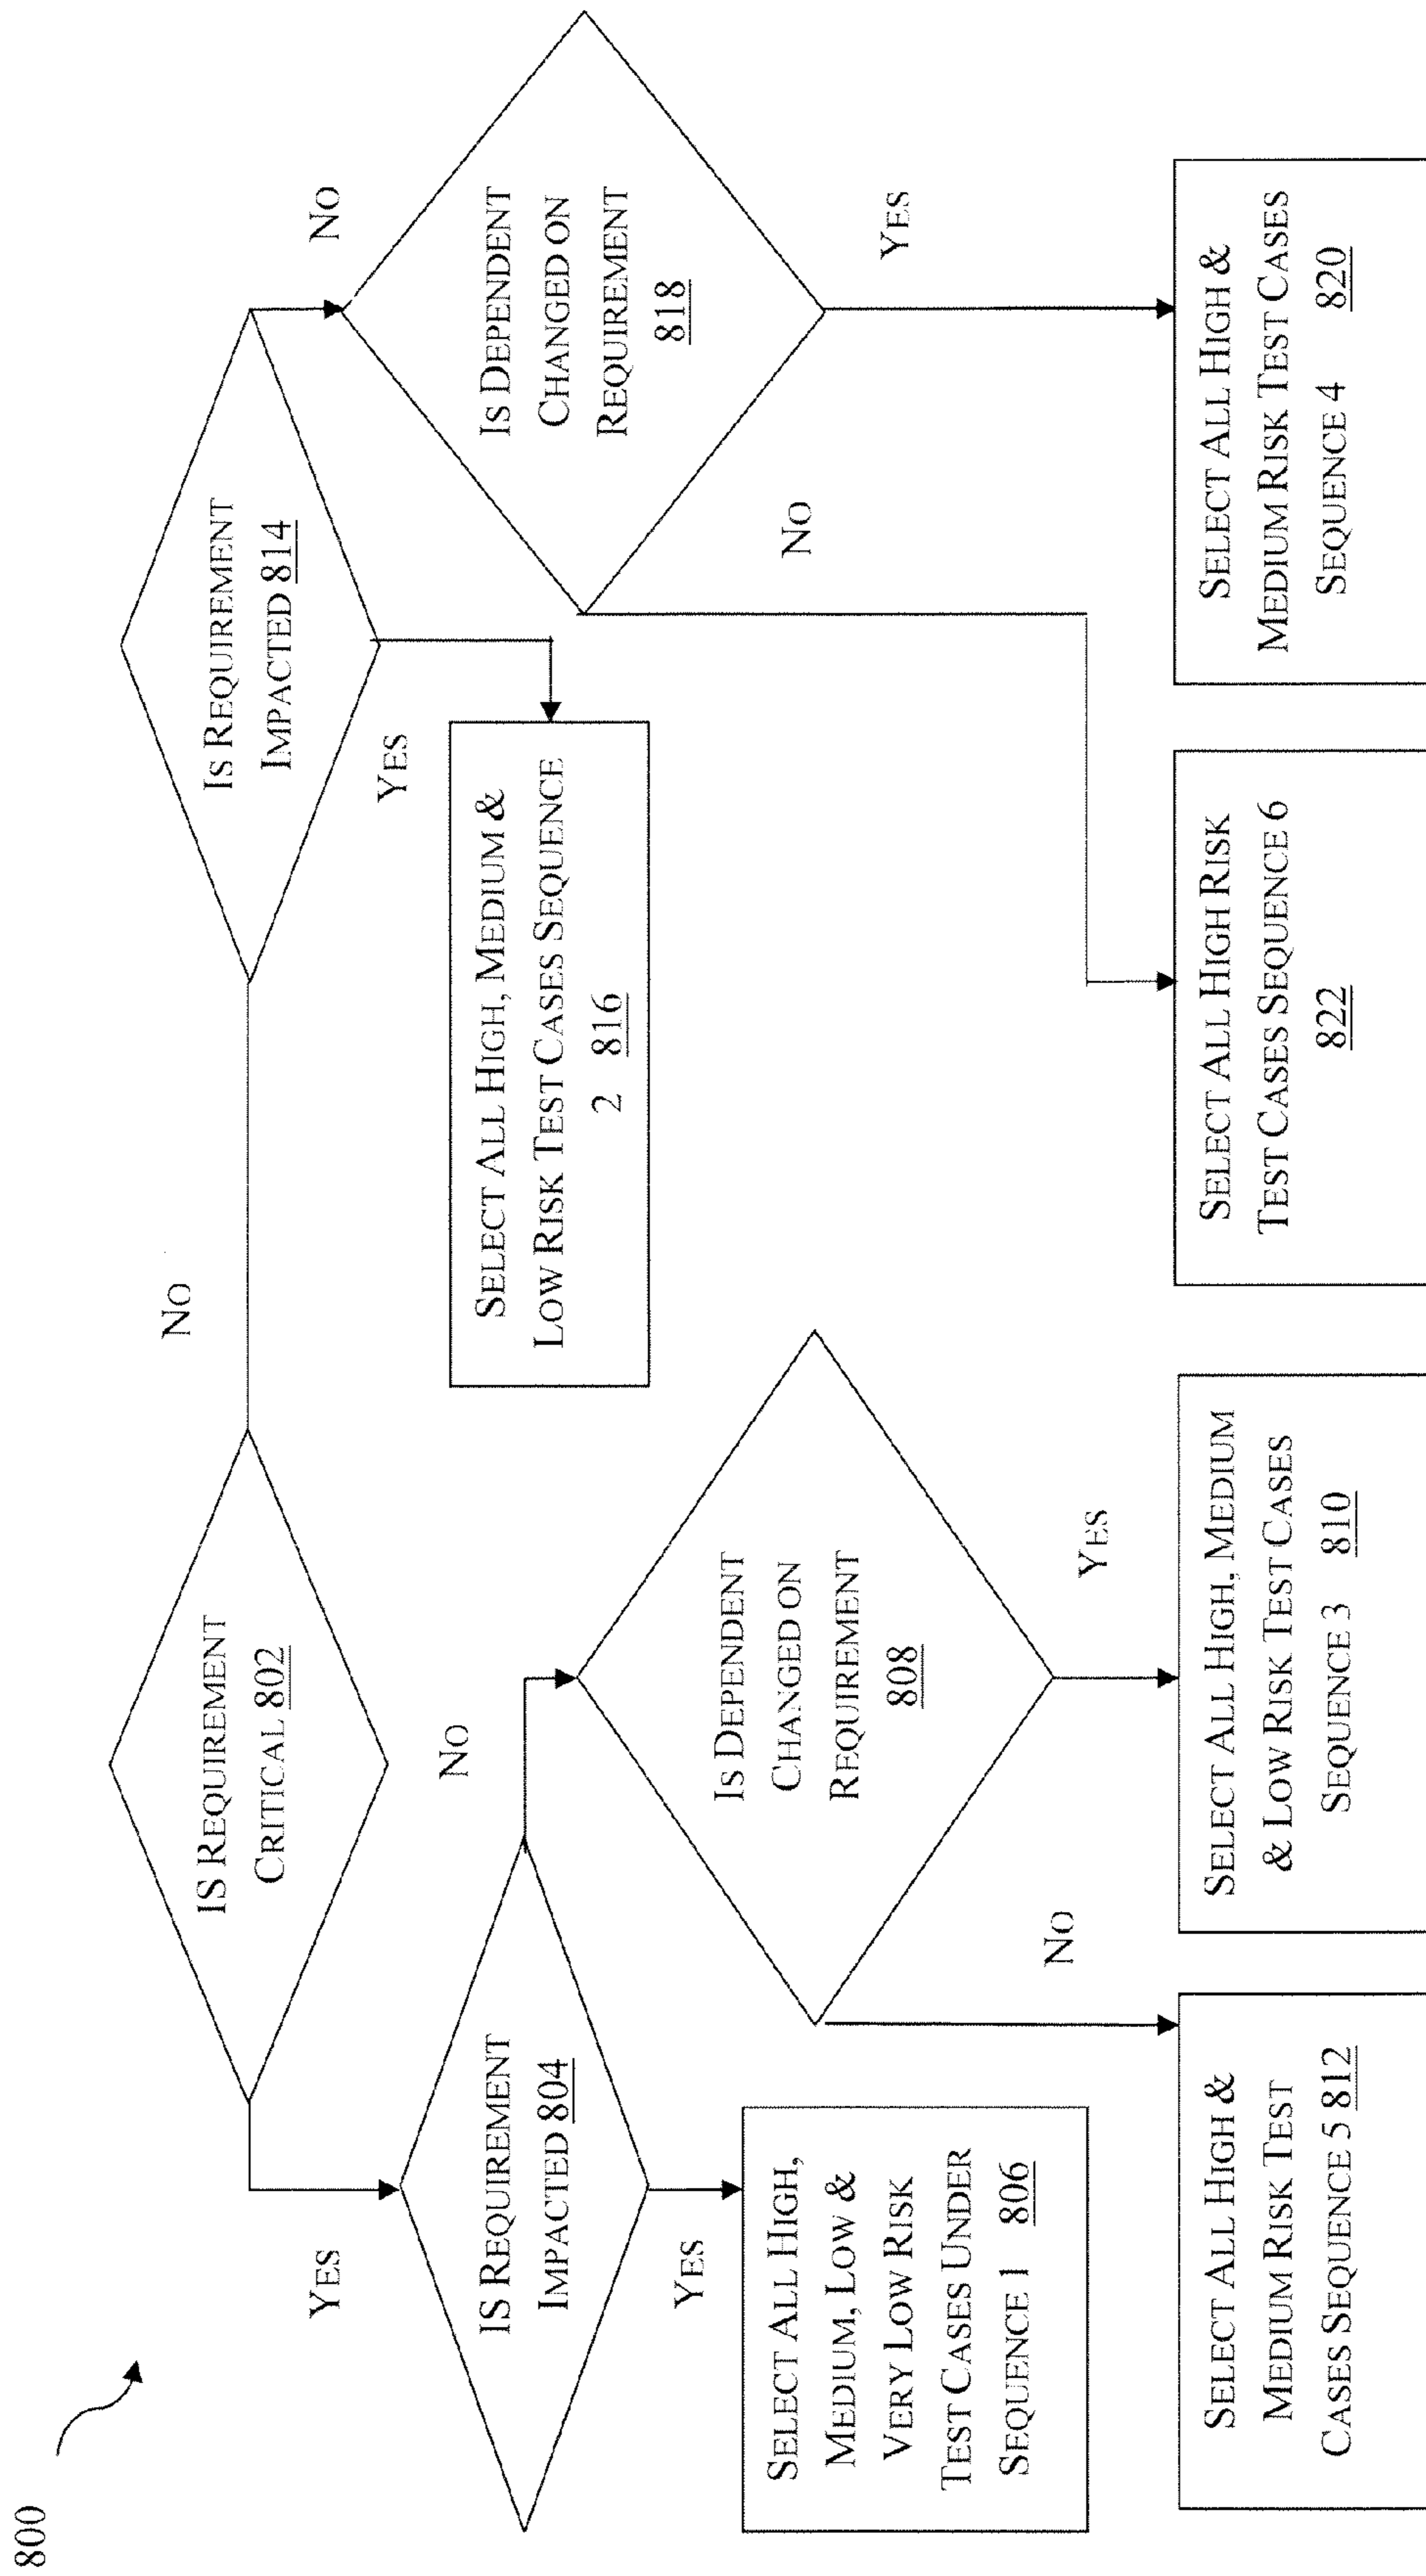 800
IS REQUIREMENT
CRITICAL 802
YES
NO
IS REQUIREMENT
IMPACTED 804
NO
YES
SELECT ALL HIGH,
MEDIUM, LOW &
VERY LOW RISK
TEST CASES UNDER
SEQUENCE 1 806
IS DEPENDENT
CHANGED ON
REQUIREMENT
808
NO
YES
SELECT ALL HIGH &
MEDIUM RISK TEST
CASES SEQUENCE 5 812
SELECT ALL HIGH, MEDIUM
& LOW RISK TEST CASES
SEQUENCE 3 810
IS REQUIREMENT
IMPACTED 814
YES
NO
SELECT ALL HIGH, MEDIUM &
LOW RISK TEST CASES SEQUENCE
2 816
IS DEPENDENT
CHANGED ON
REQUIREMENT
818
NO
YES
SELECT ALL HIGH RISK
TEST CASES SEQUENCE 6
822
SELECT ALL HIGH &
MEDIUM RISK TEST CASES
SEQUENCE 4 820